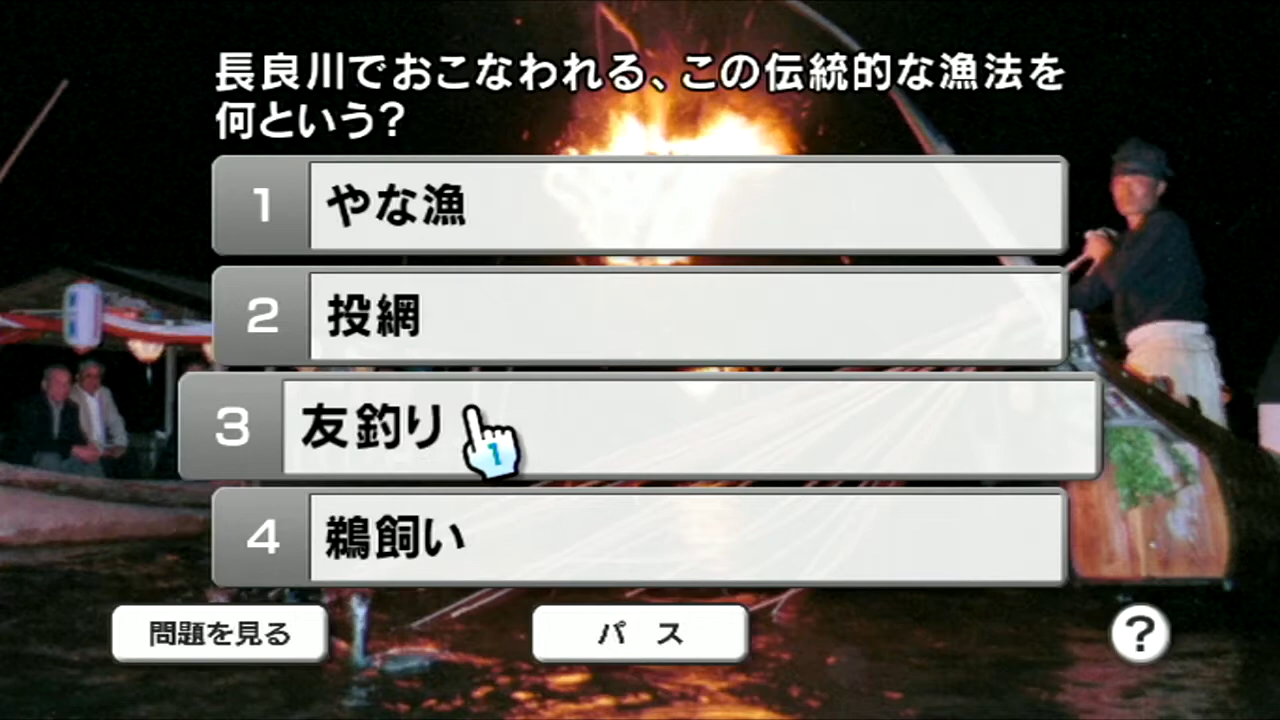 長良川でおこなわれる、この伝統的な漁法を
何という?
1 やな漁
2 投網
3 友釣り
1
4 鵜飼い
問題を見る
パス
?